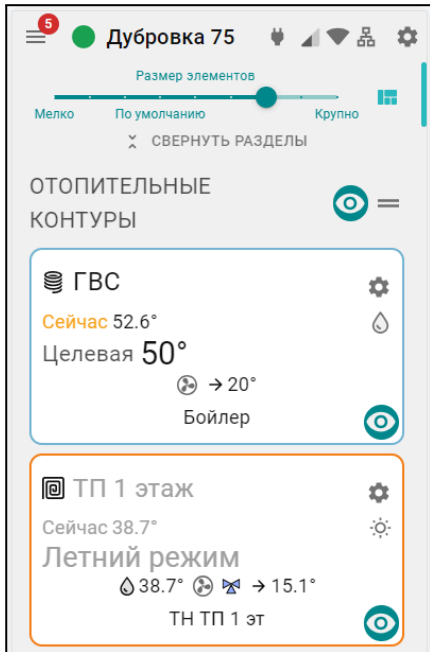 5
Дубровка 75
Размер элементов
Мелко По умолчанию Крупно
СВЕРНУТЬ РАЗДЕЛЫ
ОТОПИТЕЛЬНЫЕ
КОНТУРЫ
ГВС
Сейчас 52.6°
Целевая 50°
→ 20°
Бойлер
ТП 1 этаж
Сейчас 38.7°
Летний режим
38.7° → 15.1°
ТН ТП 1 эт